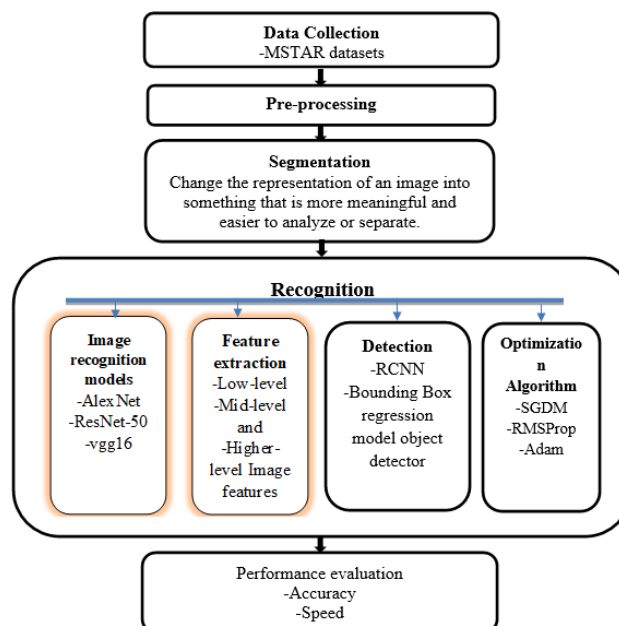 Data Collection
-MSTAR datasets
Pre-processing
Segmentation
Change the representation of an image into
something that is more meaningful and
easier to analyze or separate.
Recognition
Image
recognition
models
-Alex Net
-ResNet-50
-vgg16
Feature
extraction
-Low-level
-Mid-level
and
-Higher-
level Image
features
Detection
-RCNN
-Bounding Box
regression
model object
detector
Optimizatio
n
Algorithm
-SGDM
-RMSProp
-Adam
Performance evaluation
-Accuracy
-Speed